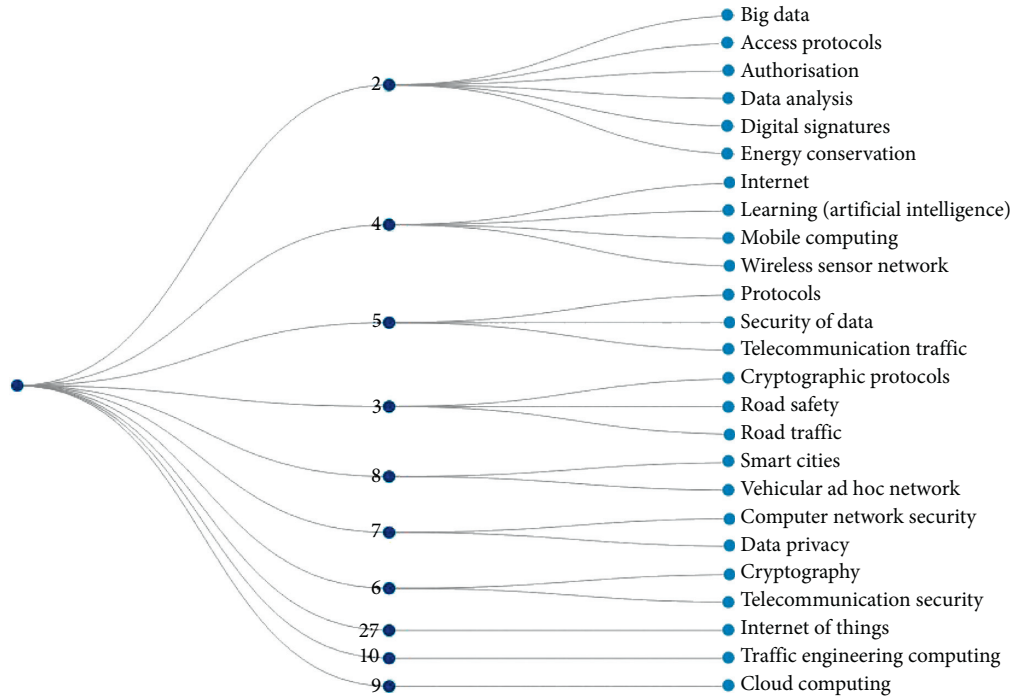 2
Big data
Access protocols
Authorisation
Data analysis
Digital signatures
Energy conservation
4
Internet
Learning (artificial intelligence)
Mobile computing
Wireless sensor network
5
Protocols
Security of data
Telecommunication traffic
3
Cryptographic protocols
Road safety
Road traffic
8
Smart cities
Vehicular ad hoc network
7
Computer network security
Data privacy
6
Cryptography
Telecommunication security
27
Internet of things
10
Traffic engineering computing
9
Cloud computing